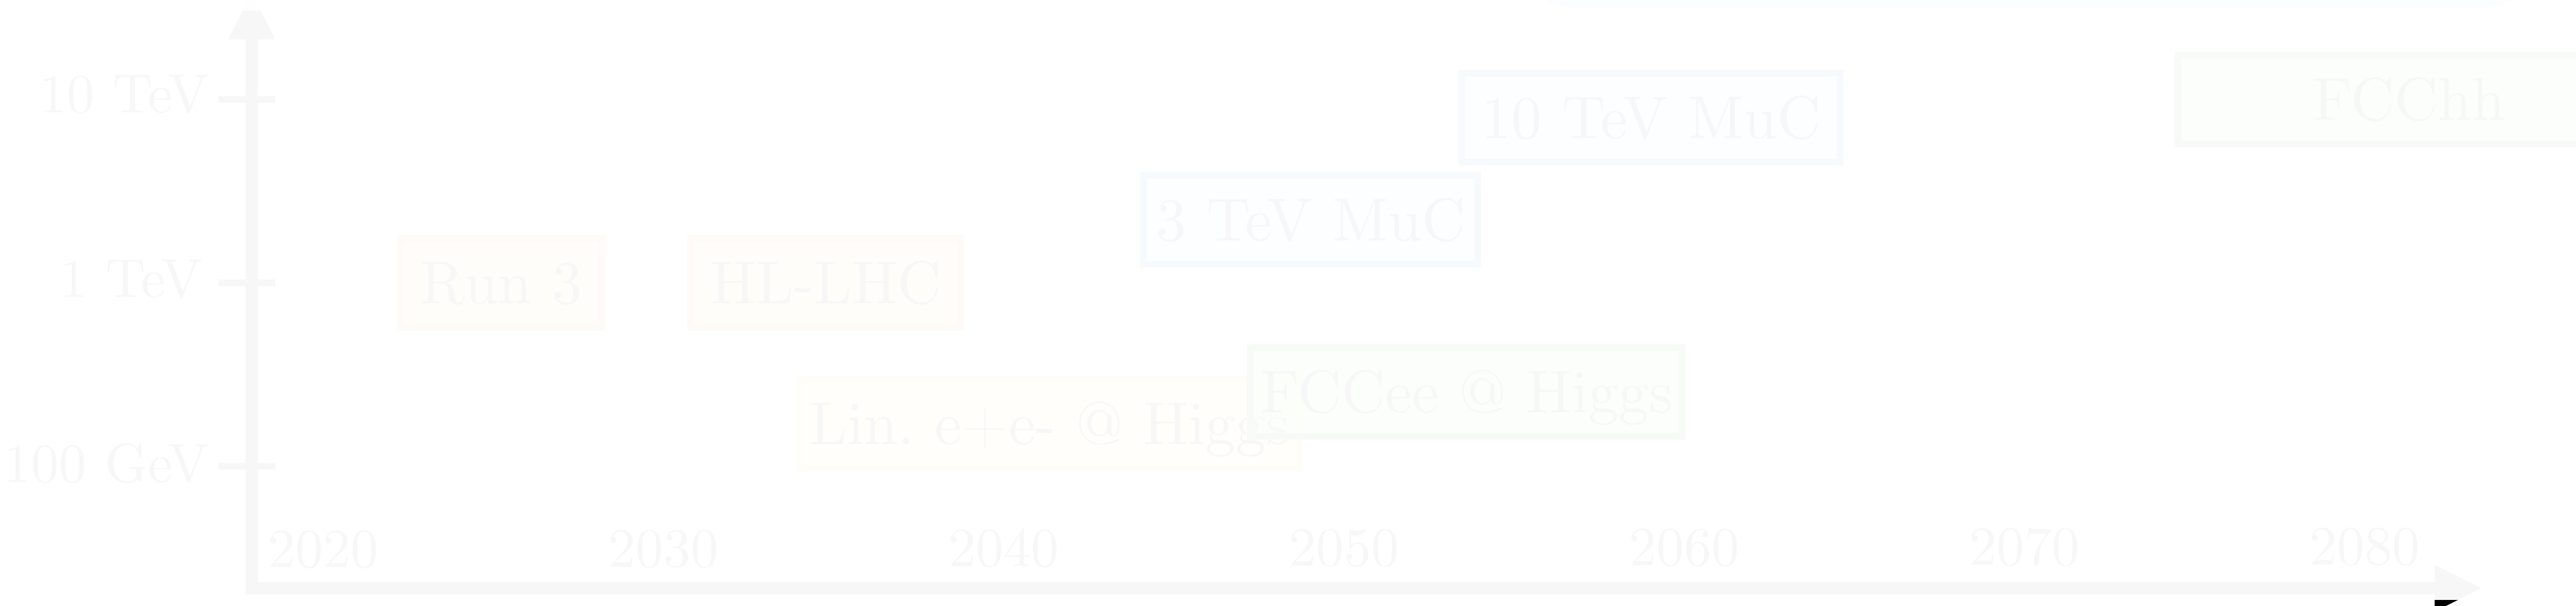 10 TeV
10 TeV MuC
FCChh
3 TeV MuC
1 TeV
Run 3
HL-LHC
FCCee @ Higgs
Lin. e+e- @ Higgs
100 GeV
2020 2030 2040 2050 2060 2070 2080